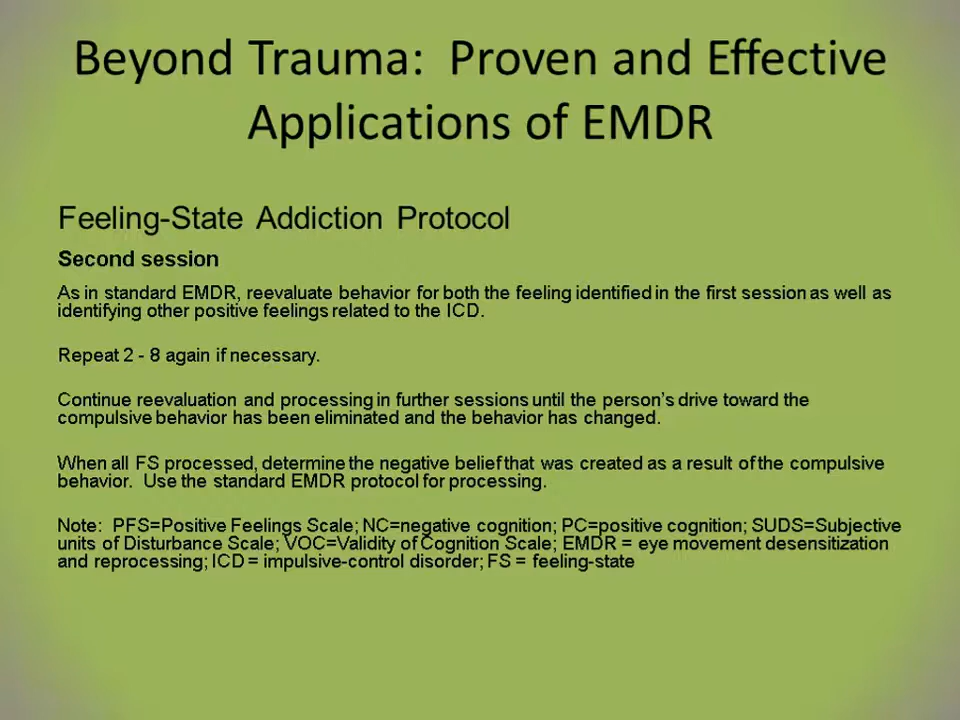 Beyond Trauma:  Proven and Effective
Applications of EMDR
Feeling-State Addiction Protocol
Second session
As in standard EMDR, reevaluate behavior for both the feeling identified in the first session as well as
identifying other positive feelings related to the ICD.
Repeat 2 - 8 again if necessary.
Continue reevaluation and processing in further sessions until the person's drive toward the
compulsive behavior has been eliminated and the behavior has changed.
When all FS processed, determine the negative belief that was created as a result of the compulsive
behavior.  Use the standard EMDR protocol for processing.
Note:  PFS=Positive Feelings Scale; NC=negative cognition; PC=positive cognition; SUDS=Subjective
units of Disturbance Scale; VOC=Validity of Cognition Scale; EMDR = eye movement desensitization
and reprocessing; ICD = impulsive-control disorder; FS = feeling-state